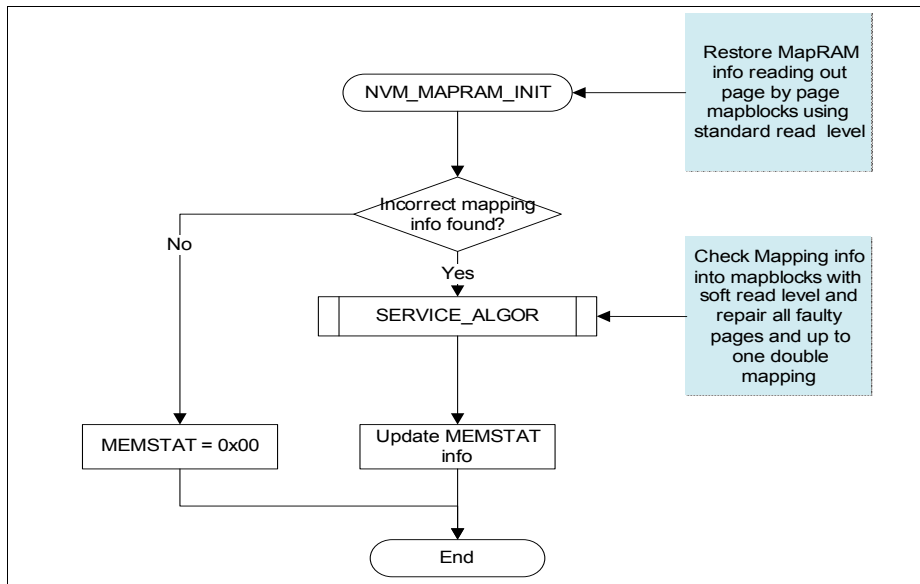 Restore MapRAM
info reading out
page by page
mapblocks using
standard read level
NVM_MAPRAM_INIT
Incorrect mapping
info found?
No
Yes
Check Mapping info
into mapblocks with
soft read level and
repair all faulty
pages and up to
one double
mapping
SERVICE_ALGOR
MEMSTAT = 0x00
Update MEMSTAT
info
End